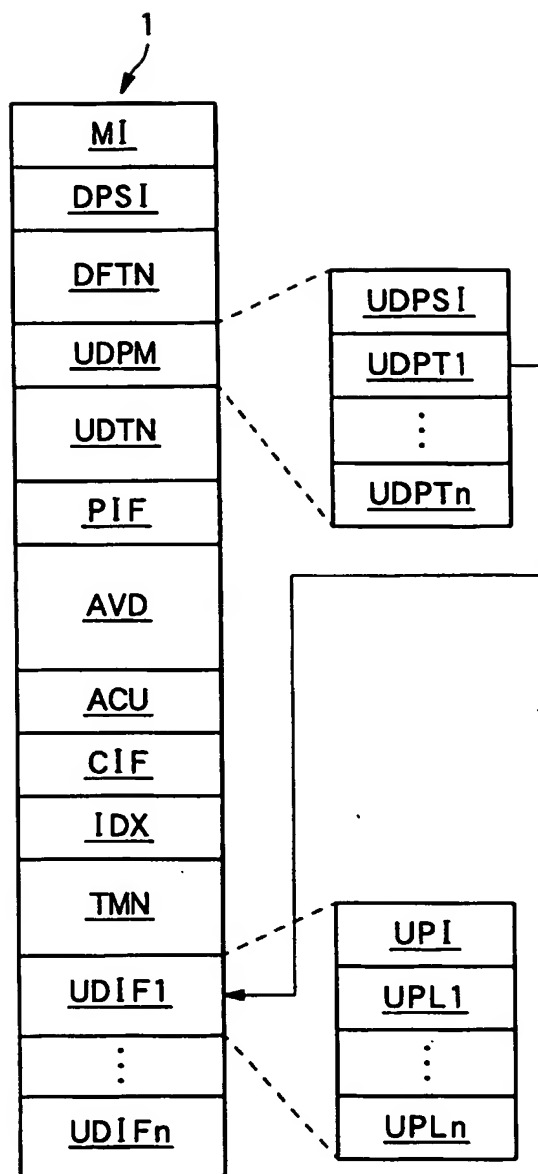 1
MI
DPSI
DFTN
UDPM
UDTN
PIF
AVD
ACU
CIF
IDX
TMN
UDIF1
⋮
UDIFn
UDPSI
UDPT1
⋮
UDPTn
UPI
UPL1
⋮
UPLn